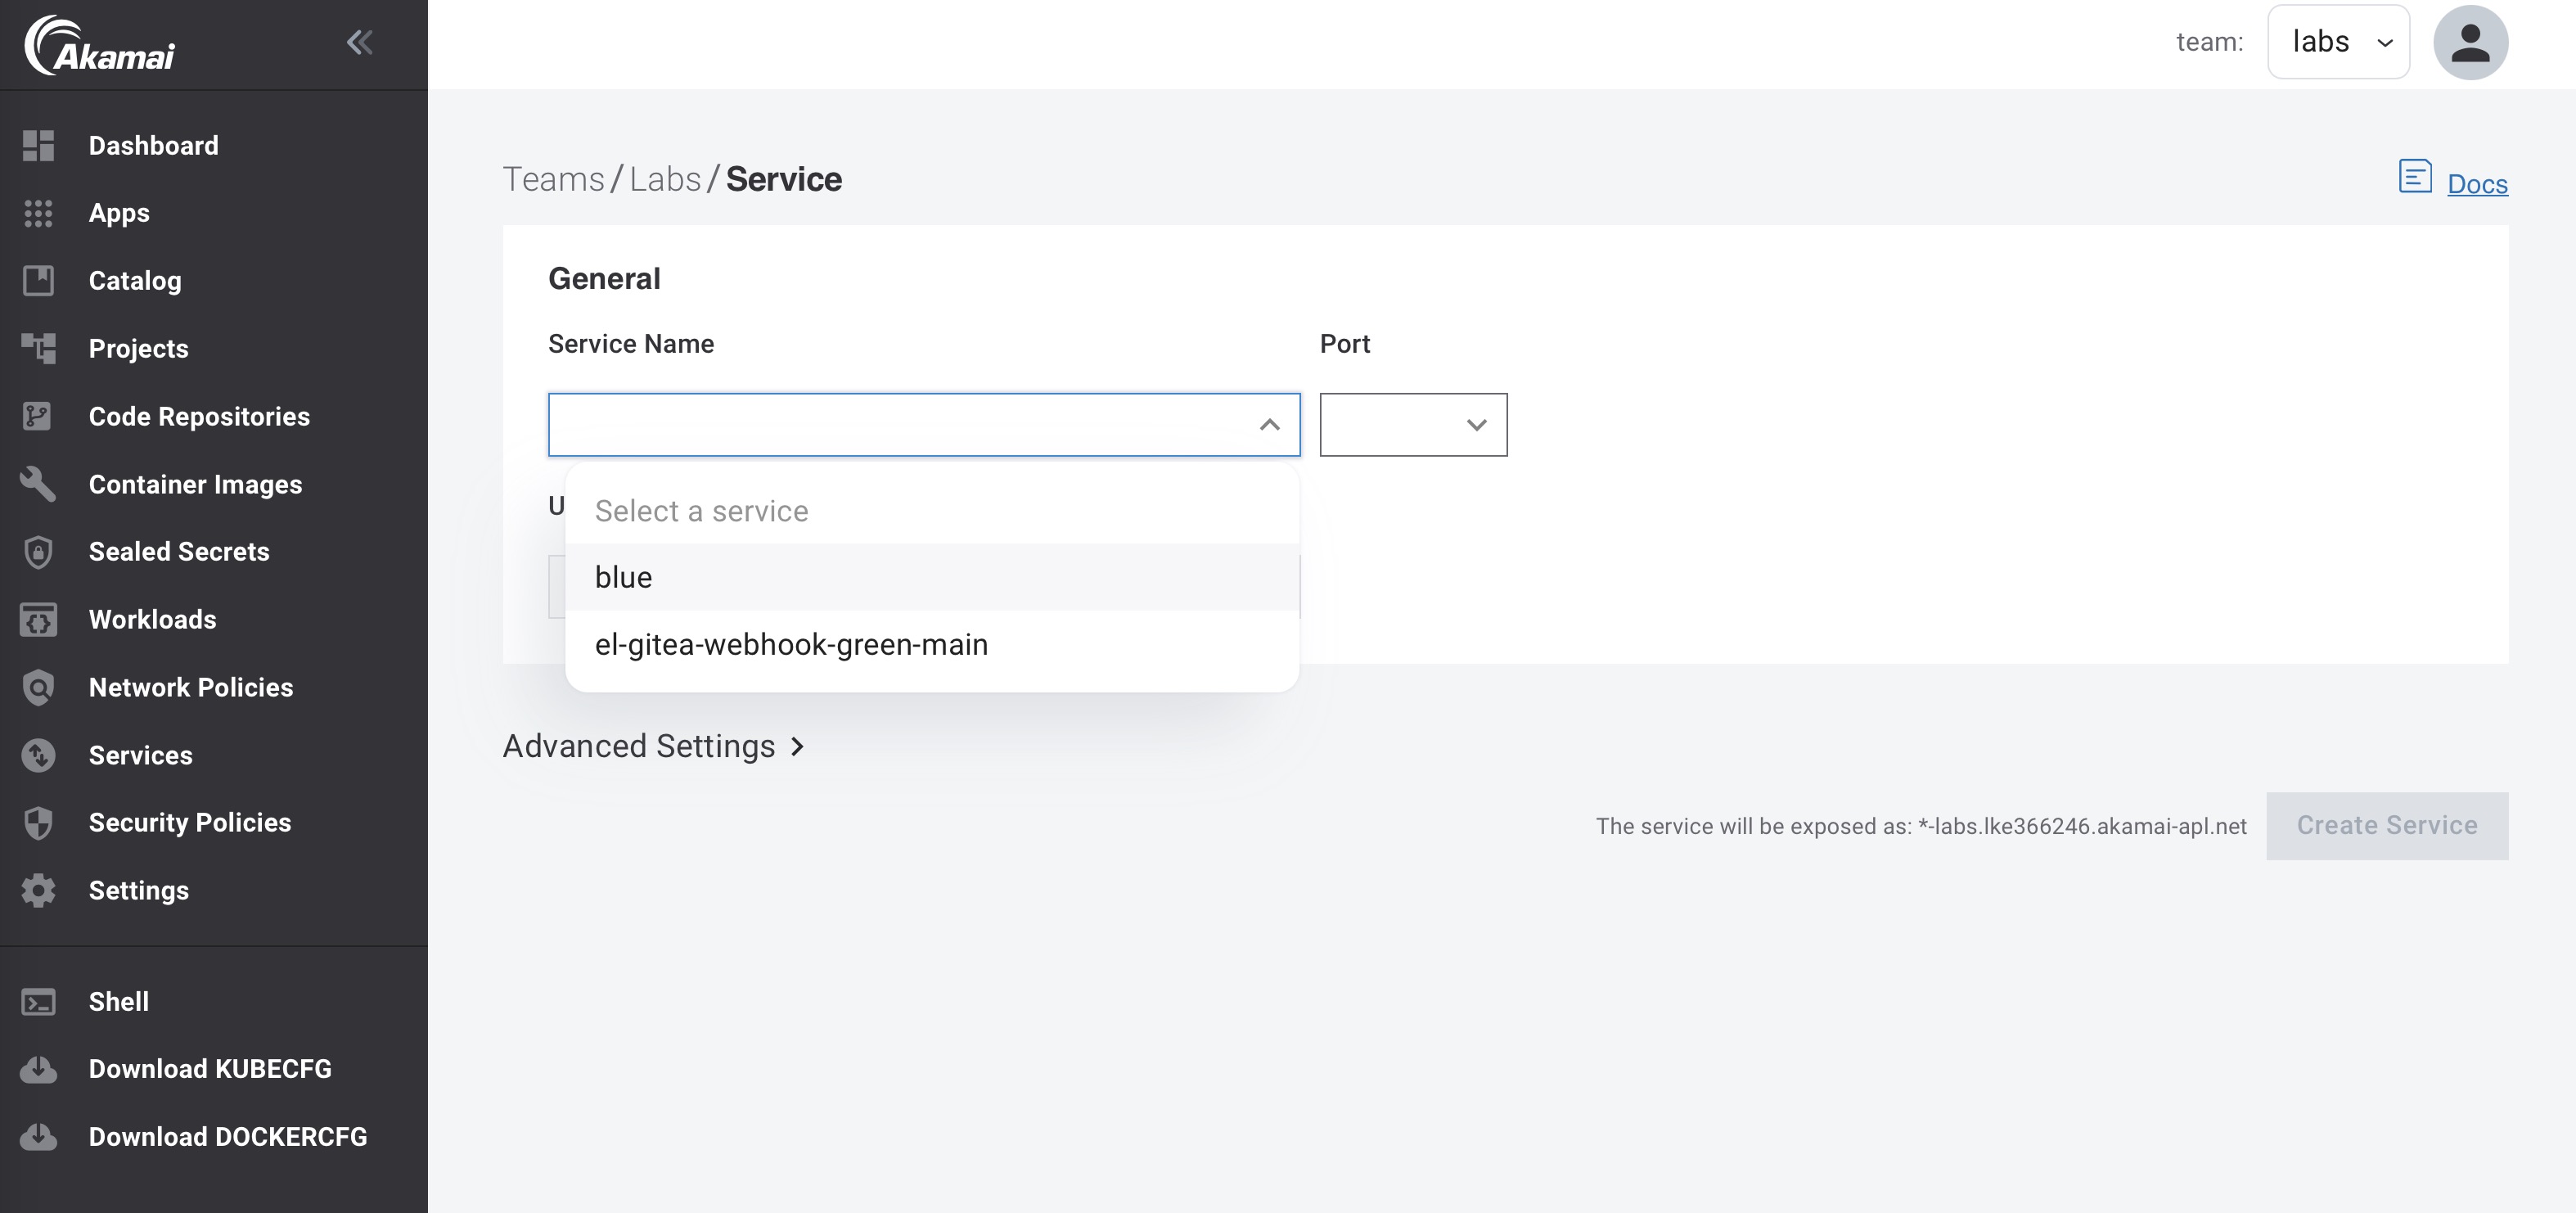 Akamai
team:
labs
Dashboard
Apps
Catalog
Projects
Code Repositories
Container Images
Sealed Secrets
Workloads
Network Policies
Services
Security Policies
Settings
Shell
Download KUBECFG
Download DOCKERCFG
Teams / Labs / Service
Docs
General
Service Name
Port
U
Select a service
blue
el-gitea-webhook-green-main
Advanced Settings
The service will be exposed as: *-labs.lke366246.akamai-apl.net
Create Service